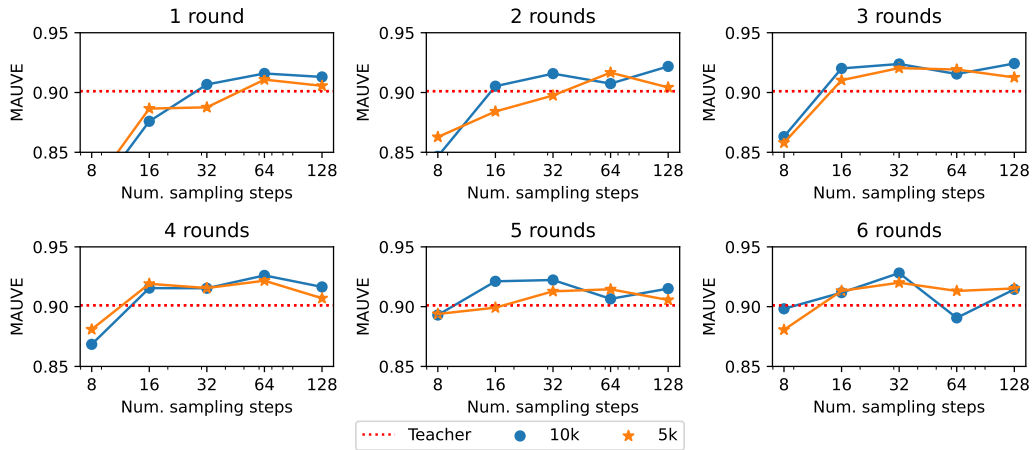 1 round
2 rounds
3 rounds
MAUVE
0.95
0.90
0.85
8 16 32 64 128
Num. sampling steps
MAUVE
0.95
0.90
0.85
8 16 32 64 128
Num. sampling steps
MAUVE
0.95
0.90
0.85
8 16 32 64 128
Num. sampling steps
4 rounds
5 rounds
6 rounds
MAUVE
0.95
0.90
0.85
8 16 32 64 128
Num. sampling steps
MAUVE
0.95
0.90
0.85
8 16 32 64 128
Num. sampling steps
MAUVE
0.95
0.90
0.85
8 16 32 64 128
Num. sampling steps
Teacher 10k 5k